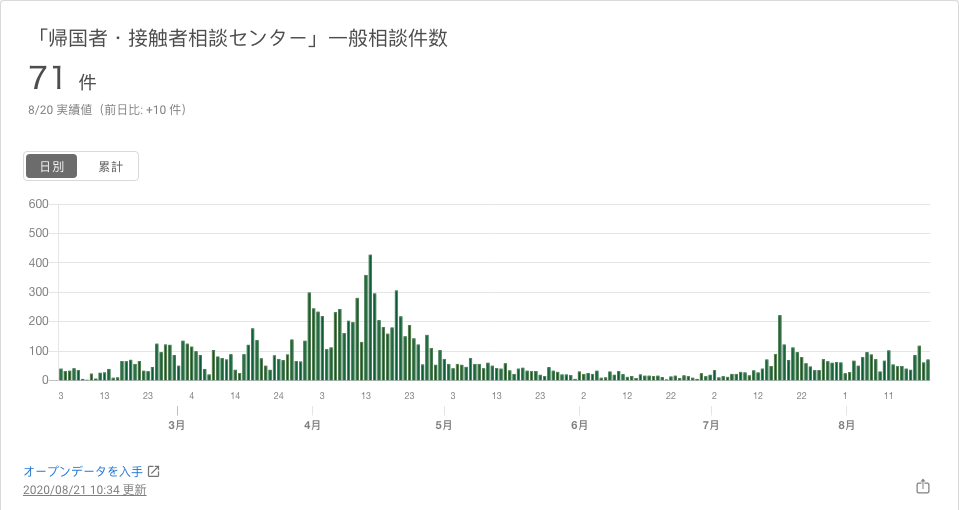 「帰国者・接触者相談センター」一般相談件数
71 件
8/20 実績値（前日比: +10 件）
日別 累計
600
500
400
300
200
100
0
3 13 23 4 14 24 3 13 23 3 13 23 2 12 22 2 12 22 1 11
3月 4月 5月 6月 7月 8月
オープンデータを入手
2020/08/21 10:34 更新